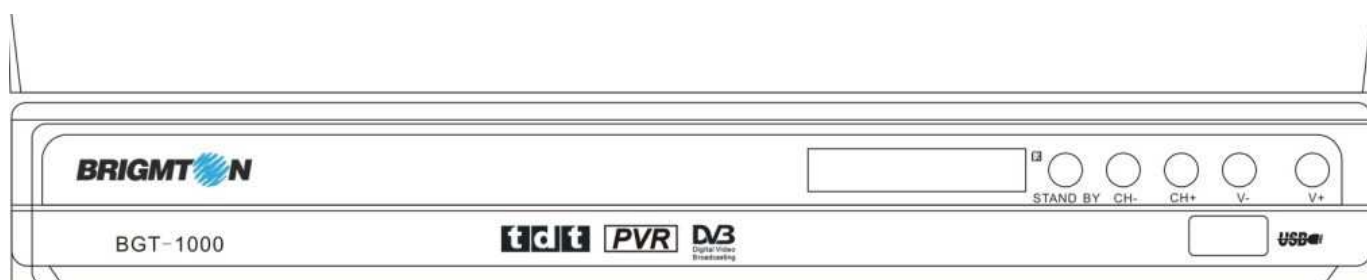 BRIGMTON
STAND BY CH- CH+ V- V+
BGT-1000
tdt PVR DVB
Digital Video
Broadcasting
USB